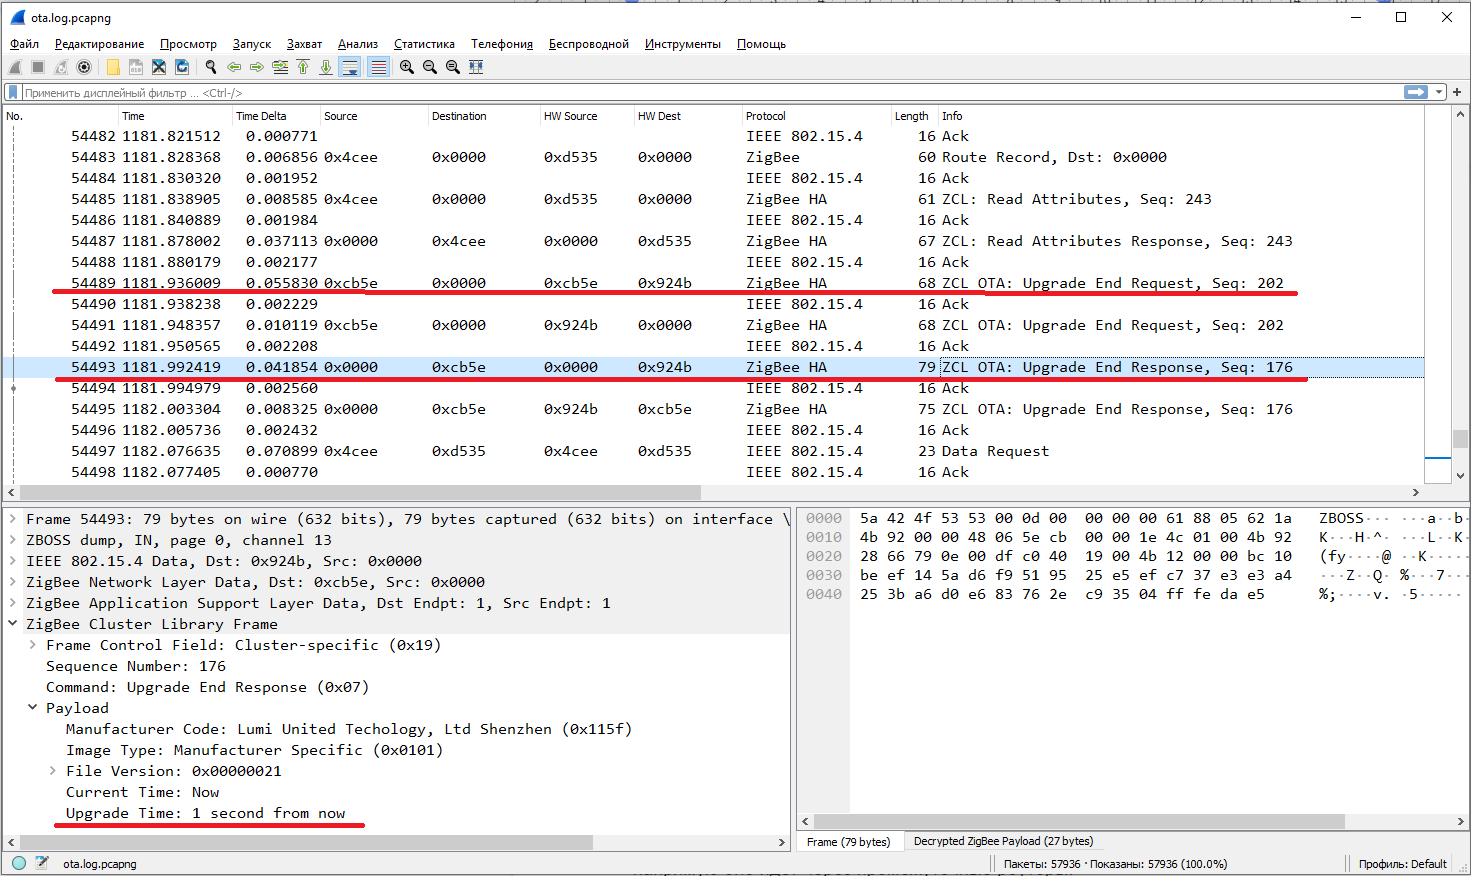 ota.log.pcapng
Файл Редактирование Просмотр Запуск Захват Анализ Статистика Телефония Беспроводной Инструменты Помощь
Применить дисплейный фильтр ... <Ctrl-/>
No. Time Time Delta Source Destination HW Source HW Dest Protocol Length Info
54482 1181.821512 0.000771 IEEE 802.15.4 16 Ack
54483 1181.828368 0.006856 0x4cee 0x0000 0xd535 0x0000 ZigBee 60 Route Record, Dst: 0x0000
54484 1181.830320 0.001952 IEEE 802.15.4 16 Ack
54485 1181.838905 0.008585 0x4cee 0x0000 0xd535 0x0000 ZigBee HA 61 ZCL: Read Attributes, Seq: 243
54486 1181.840889 0.001984 IEEE 802.15.4 16 Ack
54487 1181.878002 0.037113 0x0000 0x4cee 0x0000 0xd535 ZigBee HA 67 ZCL: Read Attributes Response, Seq: 243
54488 1181.880179 0.002177 IEEE 802.15.4 16 Ack
54489 1181.936009 0.055830 0xcb5e 0x0000 0xcb5e 0x924b ZigBee HA 68 ZCL OTA: Upgrade End Request, Seq: 202
54490 1181.938238 0.002229 IEEE 802.15.4 16 Ack
54491 1181.948357 0.010119 0xcb5e 0x0000 0x924b 0x0000 ZigBee HA 68 ZCL OTA: Upgrade End Request, Seq: 202
54492 1181.950565 0.002208 IEEE 802.15.4 16 Ack
54493 1181.992419 0.041854 0x0000 0xcb5e 0x0000 0x924b ZigBee HA 79 ZCL OTA: Upgrade End Response, Seq: 176
54494 1181.994979 0.002560 IEEE 802.15.4 16 Ack
54495 1182.003304 0.008325 0x0000 0xcb5e 0x924b 0xcb5e ZigBee HA 75 ZCL OTA: Upgrade End Response, Seq: 176
54496 1182.005736 0.002432 IEEE 802.15.4 16 Ack
54497 1182.076635 0.070899 0x4cee 0xd535 0x4cee 0xd535 IEEE 802.15.4 23 Data Request
54498 1182.077405 0.000770 IEEE 802.15.4 16 Ack
Frame 54493: 79 bytes on wire (632 bits), 79 bytes captured (632 bits) on interface \
ZBOSS dump, IN, page 0, channel 13
IEEE 802.15.4 Data, Dst: 0x924b, Src: 0x0000
ZigBee Network Layer Data, Dst: 0xcb5e, Src: 0x0000
ZigBee Application Support Layer Data, Dst Endpt: 1, Src Endpt: 1
ZigBee Cluster Library Frame
Frame Control Field: Cluster-specific (0x19)
Sequence Number: 176
Command: Upgrade End Response (0x07)
Payload
Manufacturer Code: Lumi United Techology, Ltd Shenzhen (0x115f)
Image Type: Manufacturer Specific (0x0101)
File Version: 0x00000021
Current Time: Now
Upgrade Time: 1 second from now
0000 5a 42 4f 53 53 00 0d 00 00 00 00 61 88 05 62 1a ZBOSS··· ···a··b·
0010 4b 92 00 00 48 06 5e cb 00 00 1e 4c 01 00 4b 92 K···H·^· ···L··K·
0020 28 66 79 0e 00 df c0 40 19 00 4b 12 00 00 bc 10 (fy····@ ··K·····
0030 be ef 14 5a d6 f9 51 95 25 e5 ef c7 37 e3 e3 a4 ···Z··Q· %···7···
0040 25 3b a6 d0 e6 83 76 2e c9 35 04 ff fe da e5 %;····v. ·5·····
Frame (79 bytes) Decrypted ZigBee Payload (27 bytes)
ota.log.pcapng Пакеты: 57936 · Показаны: 57936 (100.0%) Профиль: Default